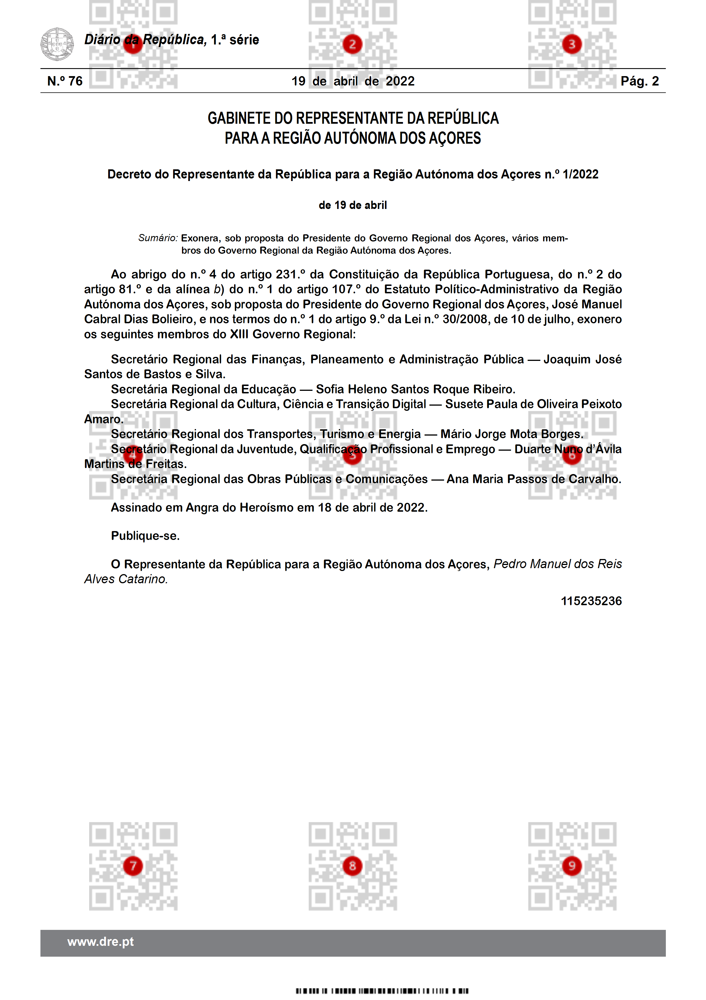 Diário da República, 1.ª série
N.º 76 19 de abril de 2022 Pág. 2
GABINETE DO REPRESENTANTE DA REPÚBLICA
PARA A REGIÃO AUTÓNOMA DOS AÇORES
Decreto do Representante da República para a Região Autónoma dos Açores n.º 1/2022
de 19 de abril
Sumário: Exonera, sob proposta do Presidente do Governo Regional dos Açores, vários mem-
bros do Governo Regional da Região Autónoma dos Açores.
Ao abrigo do n.º 4 do artigo 231.º da Constituição da República Portuguesa, do n.º 2 do
artigo 81.º e da alínea b) do n.º 1 do artigo 107.º do Estatuto Político-Administrativo da Região
Autónoma dos Açores, sob proposta do Presidente do Governo Regional dos Açores, José Manuel
Cabral Dias Bolieiro, e nos termos do n.º 1 do artigo 9.º da Lei n.º 30/2008, de 10 de julho, exonero
os seguintes membros do XIII Governo Regional:
Secretário Regional das Finanças, Planeamento e Administração Pública — Joaquim José
Santos de Bastos e Silva.
Secretária Regional da Educação — Sofia Heleno Santos Roque Ribeiro.
Secretária Regional da Cultura, Ciência e Transição Digital — Susete Paula de Oliveira Peixoto
Amaro.
Secretário Regional dos Transportes, Turismo e Energia — Mário Jorge Mota Borges.
Secretário Regional da Juventude, Qualificação Profissional e Emprego — Duarte Nuno d’Ávila
Martins de Freitas.
Secretária Regional das Obras Públicas e Comunicações — Ana Maria Passos de Carvalho.
Assinado em Angra do Heroísmo em 18 de abril de 2022.
Publique-se.
O Representante da República para a Região Autónoma dos Açores, Pedro Manuel dos Reis
Alves Catarino.
115235236
1
2
3
4
5
6
7
8
9
www.dre.pt